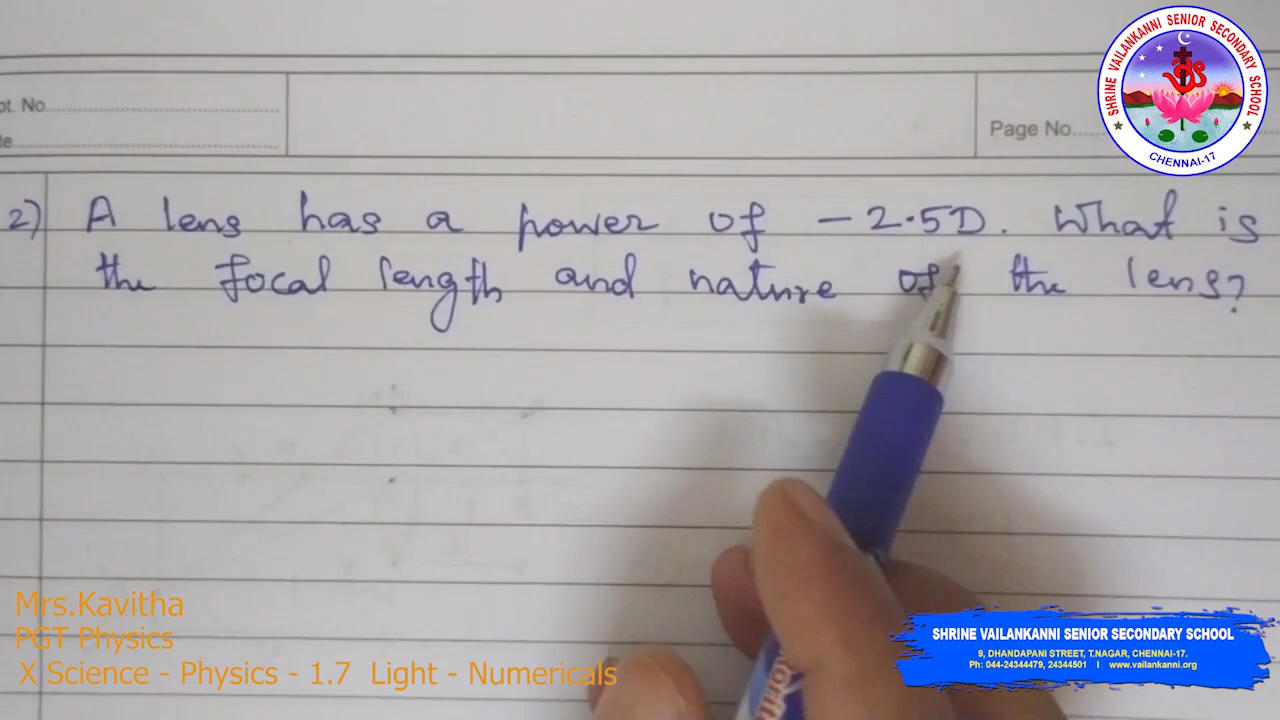 SHRINE VAILANKANNI SENIOR SECONDARY SCHOOL
CHENNAI-17
pt. No.
te
Page No.
2) A lens has a power of - 2.5D. What is
the focal length and nature of the lens?
Mrs.Kavitha
PGT Physics
X Science - Physics - 1.7 Light - Numericals
SHRINE VAILANKANNI SENIOR SECONDARY SCHOOL
9, DHANDAPANI STREET, T.NAGAR, CHENNAI-17.
Ph: 044-24344479, 24344501 | www.vailankanni.org